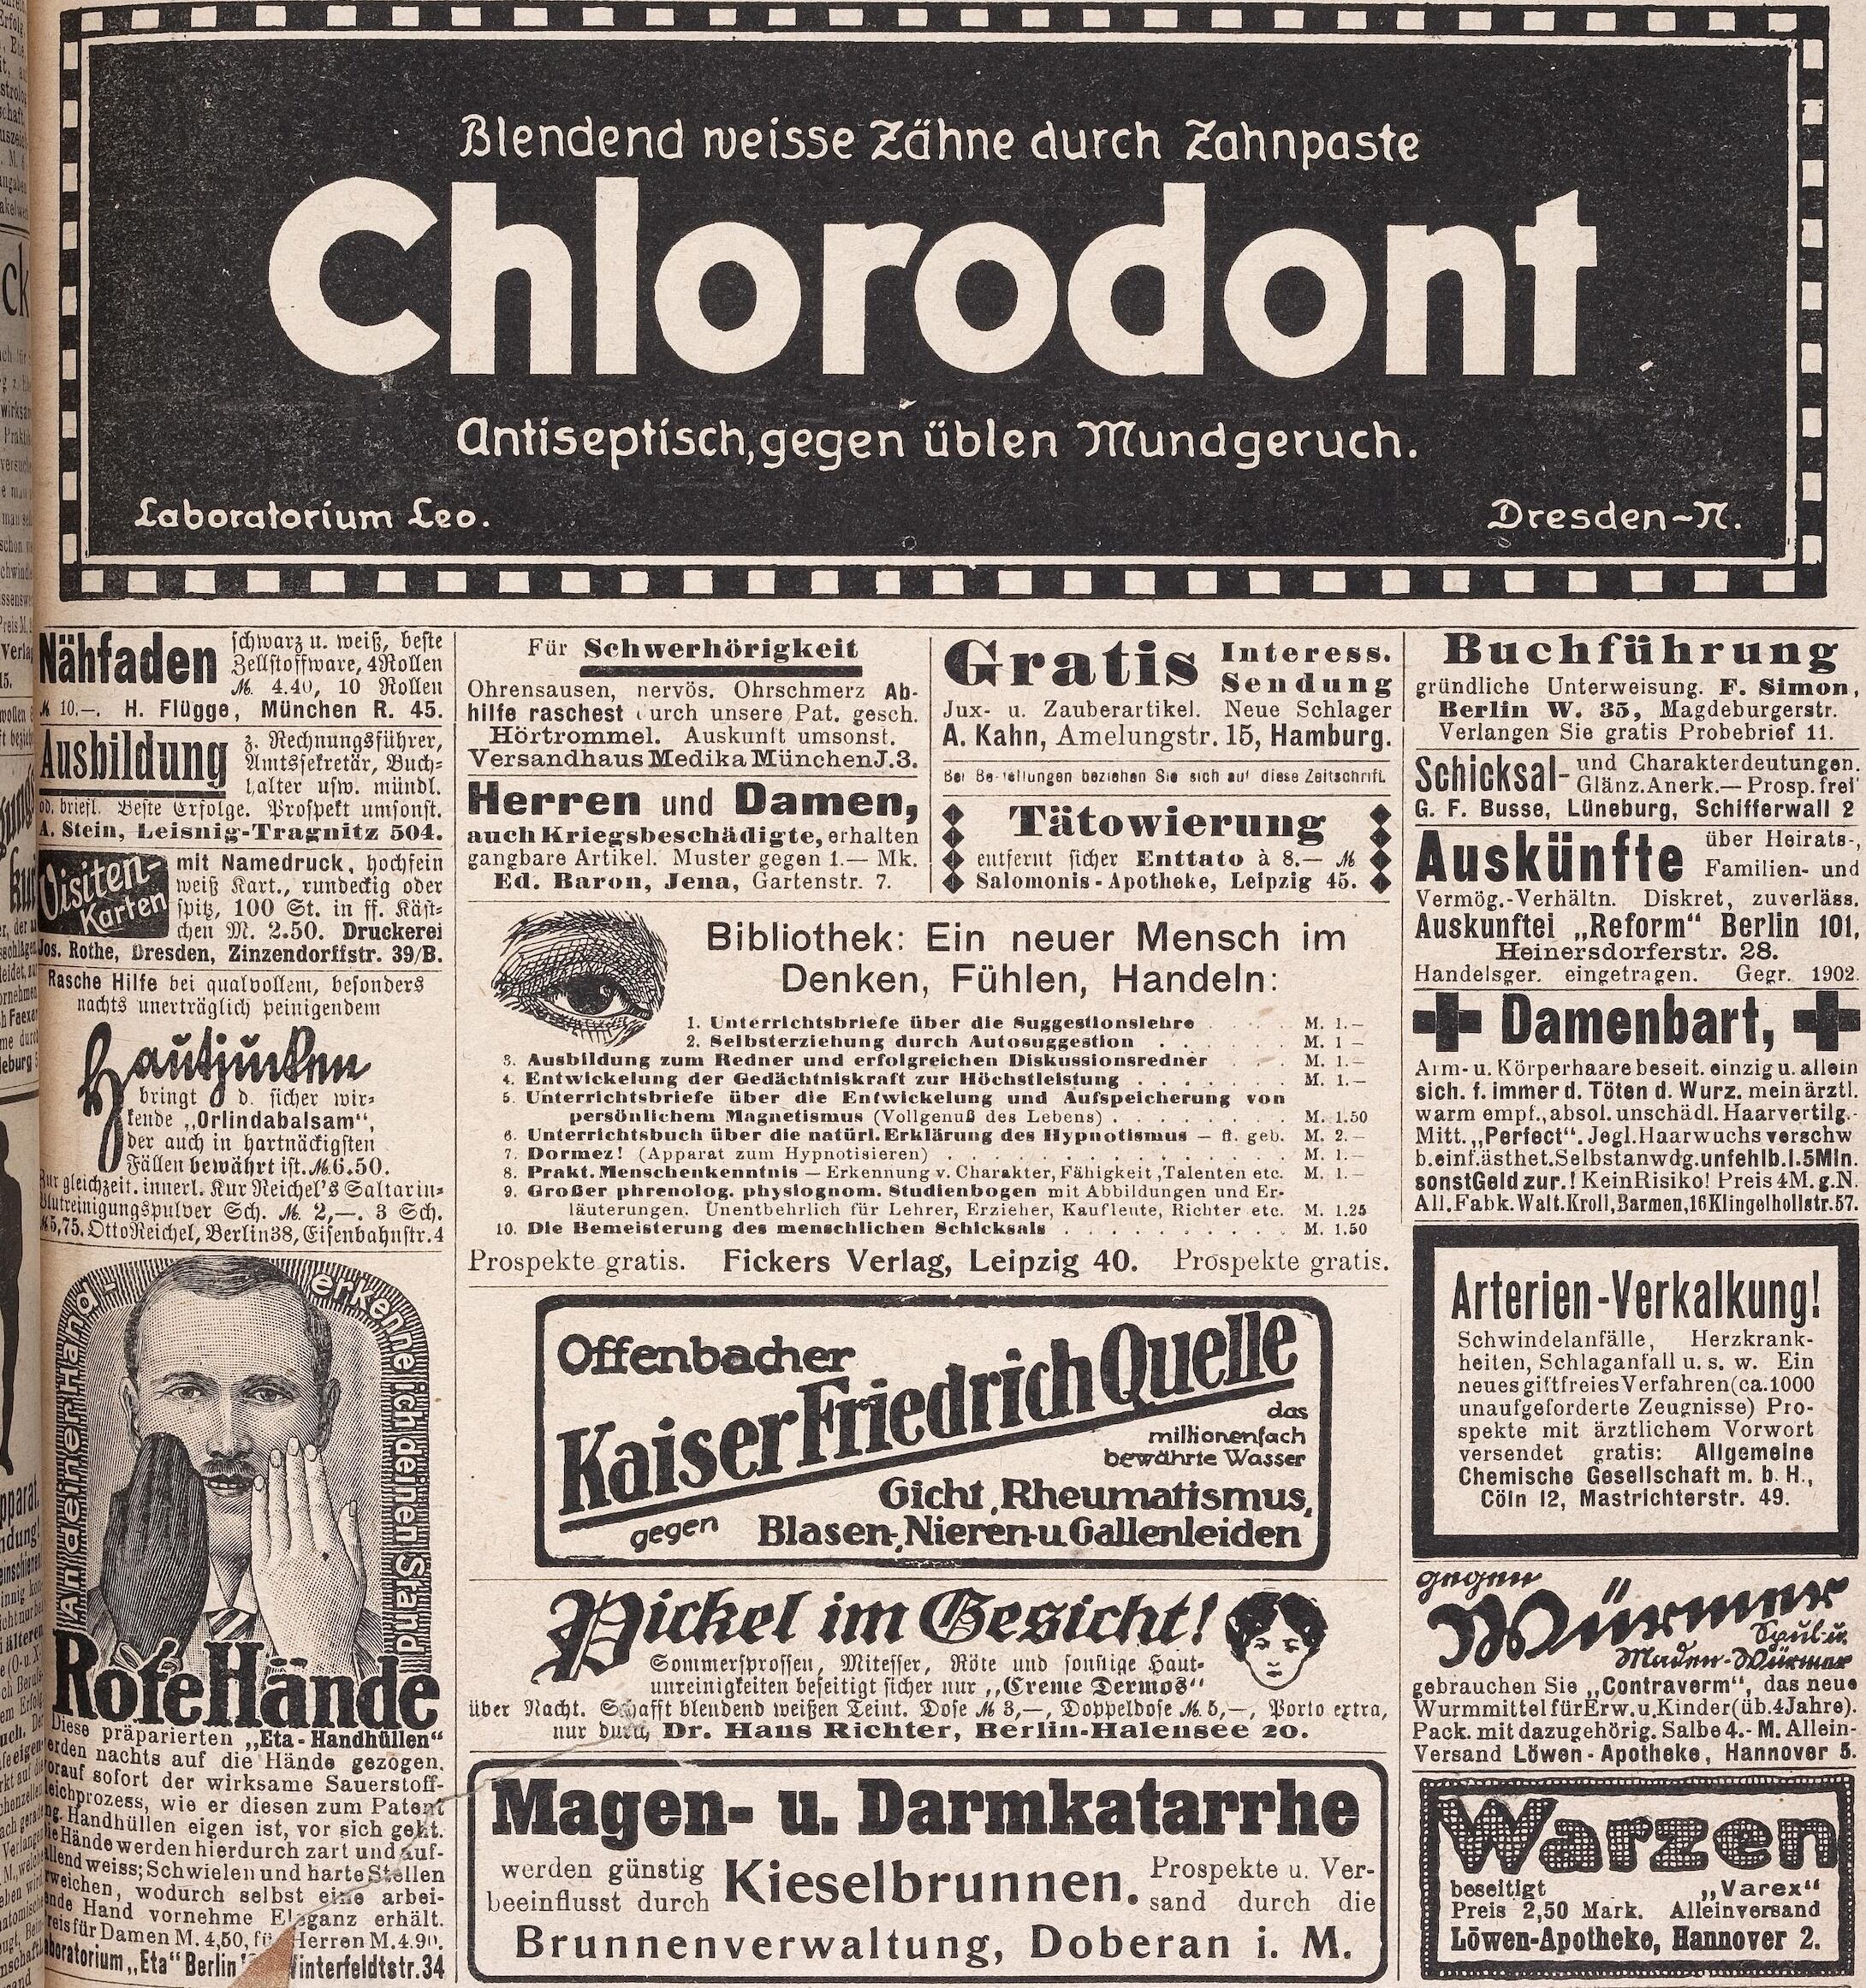 Blendend weisse Zähne durch Zahnpaste
Chlorodont
Antiseptisch, gegen üblen Mundgeruch.
Laboratorium Leo.
Dresden-N.
Nähfaden
schwarz u. weiß, beste
Zellstoffware, 4 Rollen
M. 4.40, 10 Rollen
M 10.–. H. Flügge, München R. 45.
Ausbildung
z. Rechnungsführer,
Amtssekretär, Buch-
halter usw. mündl.
od. briefl. Beste Erfolge. Prospekt umsonst.
A. Stein, Leisnig-Tragnitz 504.
Visiten-
Karten
mit Namedruck, hochfein
weiß Kart., rundeckig oder
spitz, 100 St. in ff. Käst-
chen M. 2.50. Druckerei
Jos. Rothe, Dresden, Zinzendorffstr. 39/B.
Rasche Hilfe bei qualvollem, besonders
nachts unerträglich peinigendem
Hautjucken
bringt d. sicher wir-
kende „Orlindabalsam“,
der auch in hartnäckigsten
Fällen bewährt ist. M. 6.50.
Zur gleichzeit. innerl. Kur Reichel's Saltarin-
Blutreinigungspulver Sch. M. 2,–. 3 Sch.
M 5,75. Otto Reichel, Berlin 38, Eisenbahnstr. 4
An deiner Hand-
erkenne ich deinen Stand
Rote Hände
Diese präparierten „Eta-Handhüllen“
werden nachts auf die Hände gezogen.
worauf sofort der wirksame Sauerstoff-
bleichprozess, wie er diesen zum Patent
ang. Handhüllen eigen ist, vor sich geht.
Die Hände werden hierdurch zart und auf-
fallend weiss; Schwielen und harte Stellen
erweichen, wodurch selbst eine arbei-
tende Hand vornehme Eleganz erhält.
Preis für Damen M. 4,50, für Herren M. 4.90.
Laboratorium „Eta“ Berlin Winterfeldtstr. 34
Für Schwerhörigkeit
Ohrensausen, nervös. Ohrschmerz Ab-
hilfe raschest durch unsere Pat. gesch.
Hörtrommel. Auskunft umsonst.
Versandhaus Medika München J. 3.
Herren und Damen,
auch Kriegsbeschädigte, erhalten
gangbare Artikel. Muster gegen 1.— Mk.
Ed. Baron, Jena, Gartenstr. 7.
Gratis
Interess.
Sendung
Jux- u. Zauberartikel. Neue Schlager
A. Kahn, Amelungstr. 15, Hamburg.
Bei Bestellungen beziehen Sie sich auf diese Zeitschrift.
Tätowierung
entfernt sicher Enttato à 8.— M
Salomonis-Apotheke, Leipzig 45.
Bibliothek: Ein neuer Mensch im
Denken, Fühlen, Handeln:
1. Unterrichtsbriefe über die Suggestionslehre . . . . M. 1.–
2. Selbsterziehung durch Autosuggestion . . . . . . M. 1 –
3. Ausbildung zum Redner und erfolgreichen Diskussionsredner M. 1.–
4. Entwickelung der Gedächtniskraft zur Höchstleistung . . . . M. 1.–
5. Unterrichtsbriefe über die Entwickelung und Aufspeicherung von
persönlichem Magnetismus (Vollgenuß des Lebens) . . . . M. 1.50
6. Unterrichtsbuch über die natürl. Erklärung des Hypnotismus – fl. geb. M. 2.–
7. Dormez! (Apparat zum Hypnotisieren) . . . . . . M. 1.–
8. Prakt. Menschenkenntnis — Erkennung v. Charakter, Fähigkeit, Talenten etc. M. 1.–
9. Großer phrenolog. physiognom. Studienbogen mit Abbildungen und Er-
läuterungen. Unentbehrlich für Lehrer, Erzieher, Kaufleute, Richter etc. M. 1.25
10. Die Bemeisterung des menschlichen Schicksals . . . . . . M. 1.50
Prospekte gratis. Fickers Verlag, Leipzig 40. Prospekte gratis.
Offenbacher
Kaiser Friedrich Quelle
das
millionenfach
bewährte Wasser
gegen
Gicht, Rheumatismus,
Blasen-, Nieren- u Gallenleiden
Pickel im Gesicht!
Sommersprossen, Mitesser, Röte und sonstige Haut-
unreinigkeiten beseitigt sicher nur „Creme Dermos“
über Nacht. Schafft blendend weißen Teint. Dose M 3,–, Doppeldose M. 5,–, Porto extra,
nur durch Dr. Hans Richter, Berlin-Halensee 20.
Magen- u. Darmkatarrhe
werden günstig
beeinflusst durch
Kieselbrunnen.
Prospekte u. Ver-
sand durch die
Brunnenverwaltung, Doberan i. M.
Buchführung
gründliche Unterweisung. F. Simon,
Berlin W. 35, Magdeburgerstr.
Verlangen Sie gratis Probebrief 11.
Schicksal-
und Charakterdeutungen.
Glänz. Anerk.— Prosp. frei
G. F. Busse, Lüneburg, Schifferwall 2
Auskünfte
über Heirats-,
Familien- und
Vermög.-Verhältn. Diskret, zuverläss.
Auskunftei „Reform“ Berlin 101,
Heinersdorferstr. 28.
Handelsger. eingetragen. Gegr. 1902.
Damenbart,
Arm- u. Körperhaare beseit. einzig u. allein
sich. f. immer d. Töten d. Wurz. mein ärztl.
warm empf., absol. unschädl. Haarvertilg.-
Mitt. „Perfect“. Jegl. Haarwuchs verschw
b. einf. ästhet. Selbstanwdg. unfehlb. i. 5 Min.
sonst Geld zur.! Kein Risiko! Preis 4 M. g. N.
All. Fabk. Walt. Kroll, Barmen, 16 Klingelhollstr. 57.
Arterien-Verkalkung!
Schwindelanfälle, Herzkrank-
heiten, Schlaganfall u. s. w. Ein
neues giftfreies Verfahren (ca. 1000
unaufgeforderte Zeugnisse) Pro-
spekte mit ärztlichem Vorwort
versendet gratis: Allgemeine
Chemische Gesellschaft m. b. H.,
Cöln 12, Mastrichterstr. 49.
gegen
Würmer
Spul- u.
Maden-Würmer
gebrauchen Sie „Contraverm“, das neue
Wurmmittel für Erw. u. Kinder (üb. 4 Jahre).
Pack. mit dazugehörig. Salbe 4.- M. Allein-
Versand Löwen-Apotheke, Hannover 5.
Warzen
beseitigt „Varex“
Preis 2,50 Mark. Alleinversand
Löwen-Apotheke, Hannover 2.